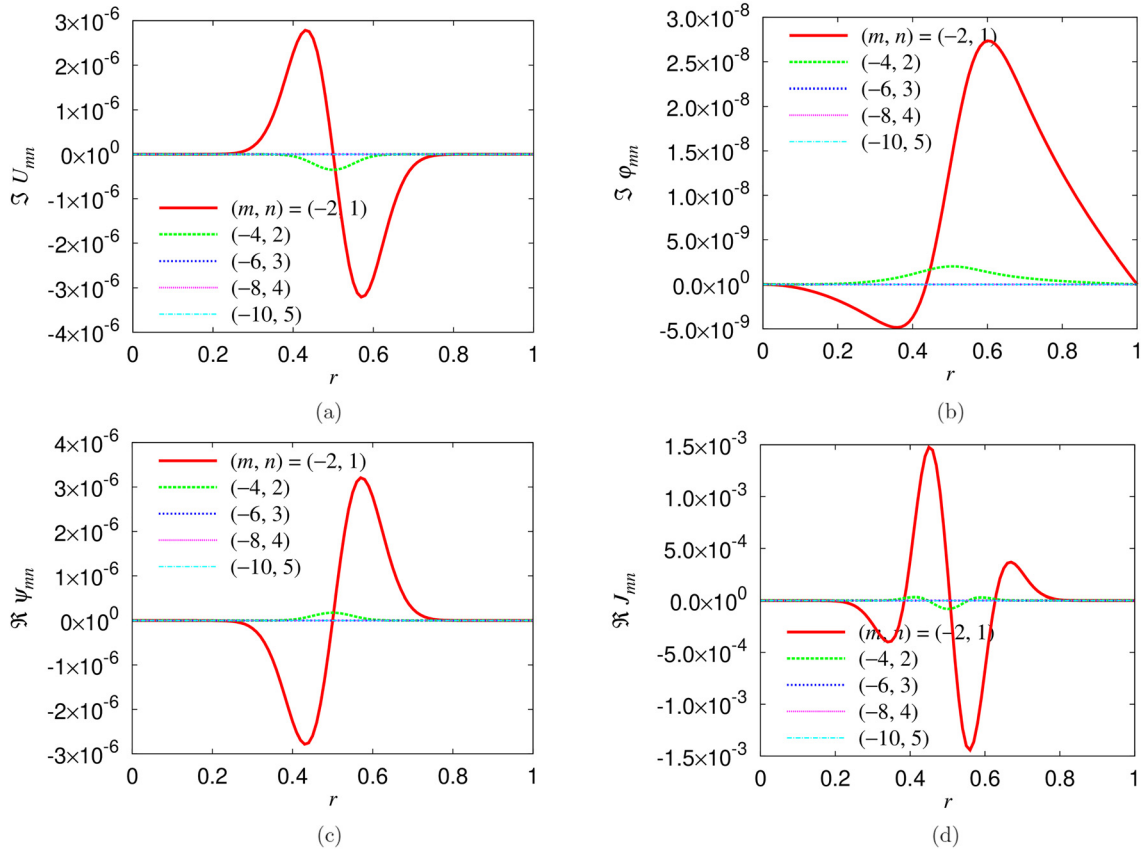 3×10⁻⁶
2×10⁻⁶
1×10⁻⁶
0×10⁰
-1×10⁻⁶
-2×10⁻⁶
-3×10⁻⁶
-4×10⁻⁶
ℑ Uₘₙ
(m, n) = (−2, 1)
(−4, 2)
(−6, 3)
(−8, 4)
(−10, 5)
0 0.2 0.4 0.6 0.8 1
r
(a)
3.0×10⁻⁸
2.5×10⁻⁸
2.0×10⁻⁸
1.5×10⁻⁸
1.0×10⁻⁸
5.0×10⁻⁹
0.0×10⁰
-5.0×10⁻⁹
ℑ φₘₙ
(m, n) = (−2, 1)
(−4, 2)
(−6, 3)
(−8, 4)
(−10, 5)
0 0.2 0.4 0.6 0.8 1
r
(b)
4×10⁻⁶
3×10⁻⁶
2×10⁻⁶
1×10⁻⁶
0×10⁰
-1×10⁻⁶
-2×10⁻⁶
-3×10⁻⁶
ℜ ψₘₙ
(m, n) = (−2, 1)
(−4, 2)
(−6, 3)
(−8, 4)
(−10, 5)
0 0.2 0.4 0.6 0.8 1
r
(c)
1.5×10⁻³
1.0×10⁻³
5.0×10⁻⁴
0.0×10⁰
-5.0×10⁻⁴
-1.0×10⁻³
-1.5×10⁻³
ℜ Jₘₙ
(m, n) = (−2, 1)
(−4, 2)
(−6, 3)
(−8, 4)
(−10, 5)
0 0.2 0.4 0.6 0.8 1
r
(d)